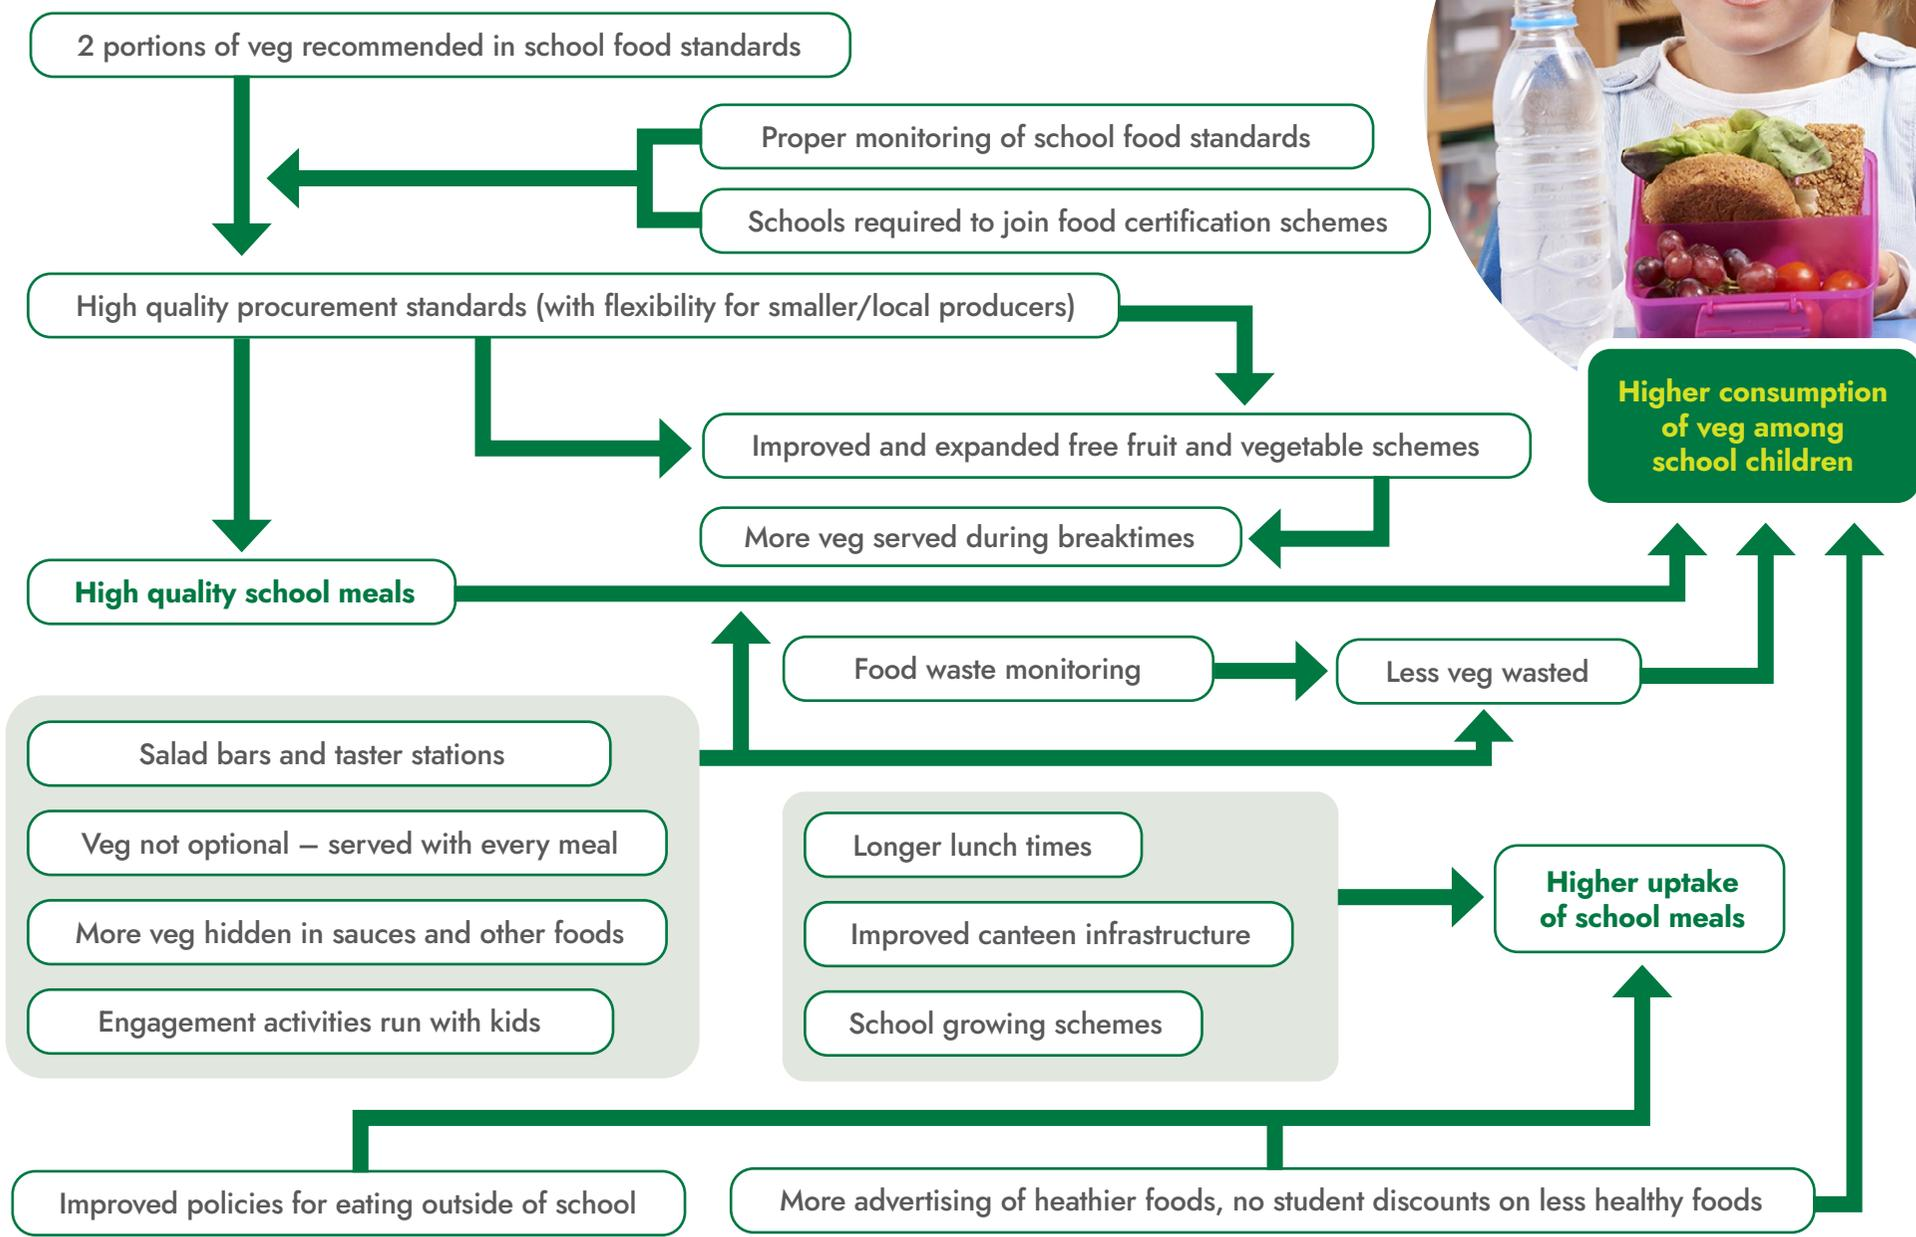 2 portions of veg recommended in school food standards
Proper monitoring of school food standards
Schools required to join food certification schemes
High quality procurement standards (with flexibility for smaller/local producers)
Higher consumption
of veg among
school children
Improved and expanded free fruit and vegetable schemes
More veg served during breaktimes
High quality school meals
Food waste monitoring
Less veg wasted
Salad bars and taster stations
Veg not optional – served with every meal
More veg hidden in sauces and other foods
Engagement activities run with kids
Longer lunch times
Improved canteen infrastructure
School growing schemes
Higher uptake
of school meals
Improved policies for eating outside of school
More advertising of heathier foods, no student discounts on less healthy foods